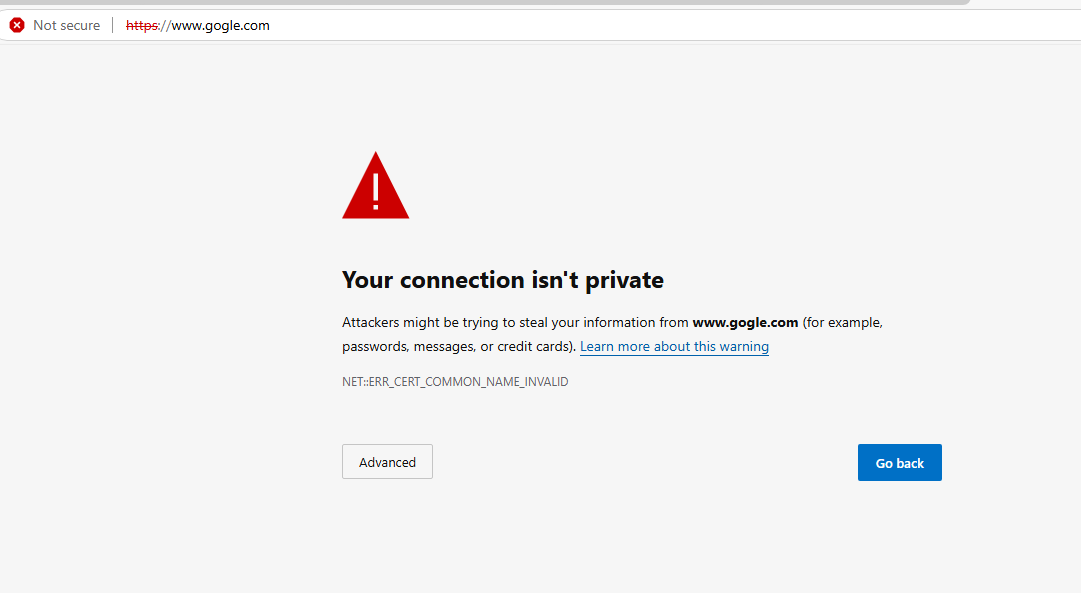 Not secure | https://www.gogle.com
Your connection isn't private
Attackers might be trying to steal your information from www.gogle.com (for example,
passwords, messages, or credit cards). Learn more about this warning
NET::ERR_CERT_COMMON_NAME_INVALID
Advanced
Go back